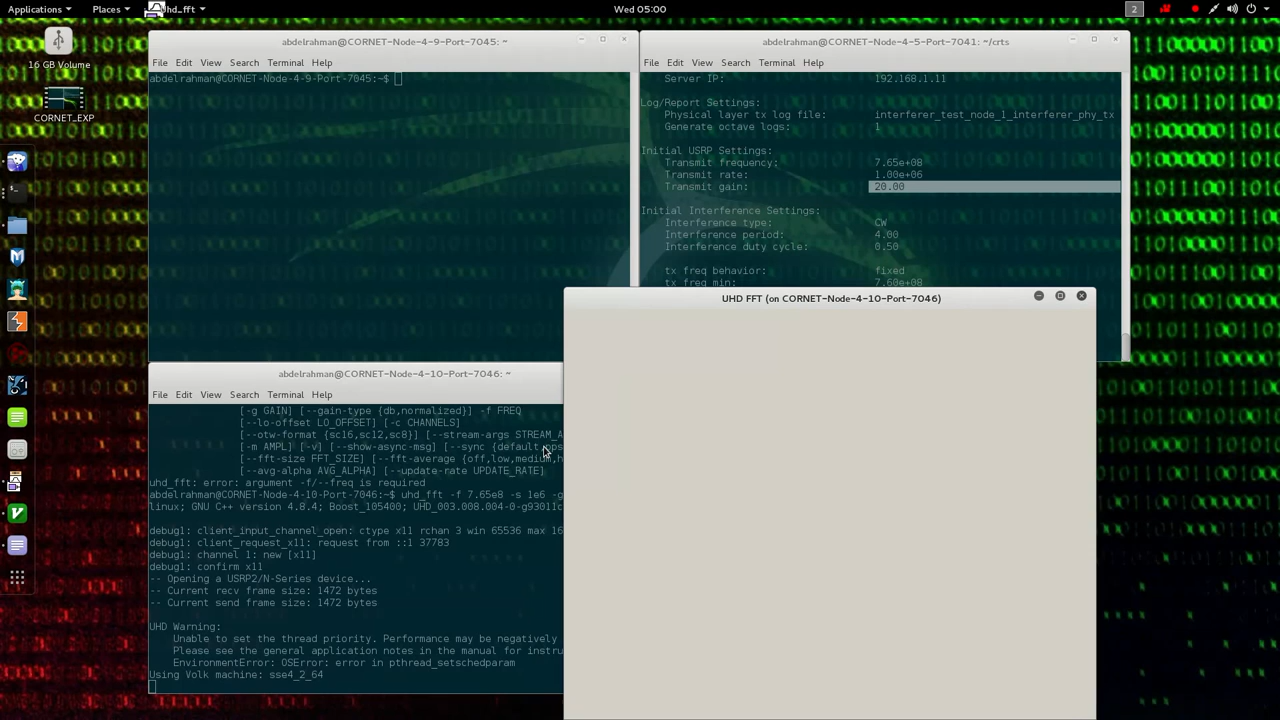 Applications
Places
uhd_fft
Wed 05:00
2
16 GB Volume
CORNET_EXP
abdelrahman@CORNET-Node-4-9-Port-7045: ~
File Edit View Search Terminal Help
abdelrahman@CORNET-Node-4-9-Port-7045:~$
abdelrahman@CORNET-Node-4-5-Port-7041: ~/crts
File Edit View Search Terminal Help
Server IP: 192.168.1.11
Log/Report Settings:
Physical layer tx log file: interferer_test_node_1_interferer_phy_tx
Generate octave logs: 1
Initial USRP Settings:
Transmit frequency: 7.65e+08
Transmit rate: 1.00e+06
Transmit gain: 20.00
Initial Interference Settings:
Interference type: CW
Interference period: 4.00
Interference duty cycle: 0.50
tx freq behavior: fixed
tx freq min: 7.60e+08
UHD FFT (on CORNET-Node-4-10-Port-7046)
abdelrahman@CORNET-Node-4-10-Port-7046: ~
File Edit View Search Terminal Help
[-g GAIN] [--gain-type {db,normalized}] -f FREQ
[--lo-offset LO_OFFSET] [-c CHANNELS]
[--otw-format {sc16,sc12,sc8}] [--stream-args STREAM_A
[-m AMPL] [-v] [--show-async-msg] [--sync {default,
[--fft-size FFT_SIZE] [--fft-average {off,low,medium,h
[--avg-alpha AVG_ALPHA] [--update-rate UPDATE_RATE]
uhd_fft: error: argument -f/--freq is required
abdelrahman@CORNET-Node-4-10-Port-7046:~$ uhd_fft -f 7.65e8 -s 1e6 -g
linux; GNU C++ version 4.8.4; Boost_105400; UHD_003.008.004-0-g93011c
debug1: client_input_channel_open: ctype x11 rchan 3 win 65536 max 16
debug1: client_request_x11: request from ::1 37783
debug1: channel 1: new [x11]
debug1: confirm x11
-- Opening a USRP2/N-Series device...
-- Current recv frame size: 1472 bytes
-- Current send frame size: 1472 bytes
UHD Warning:
Unable to set the thread priority. Performance may be negatively
Please see the general application notes in the manual for instru
EnvironmentError: OSError: error in pthread_setschedparam
Using Volk machine: sse4_2_64